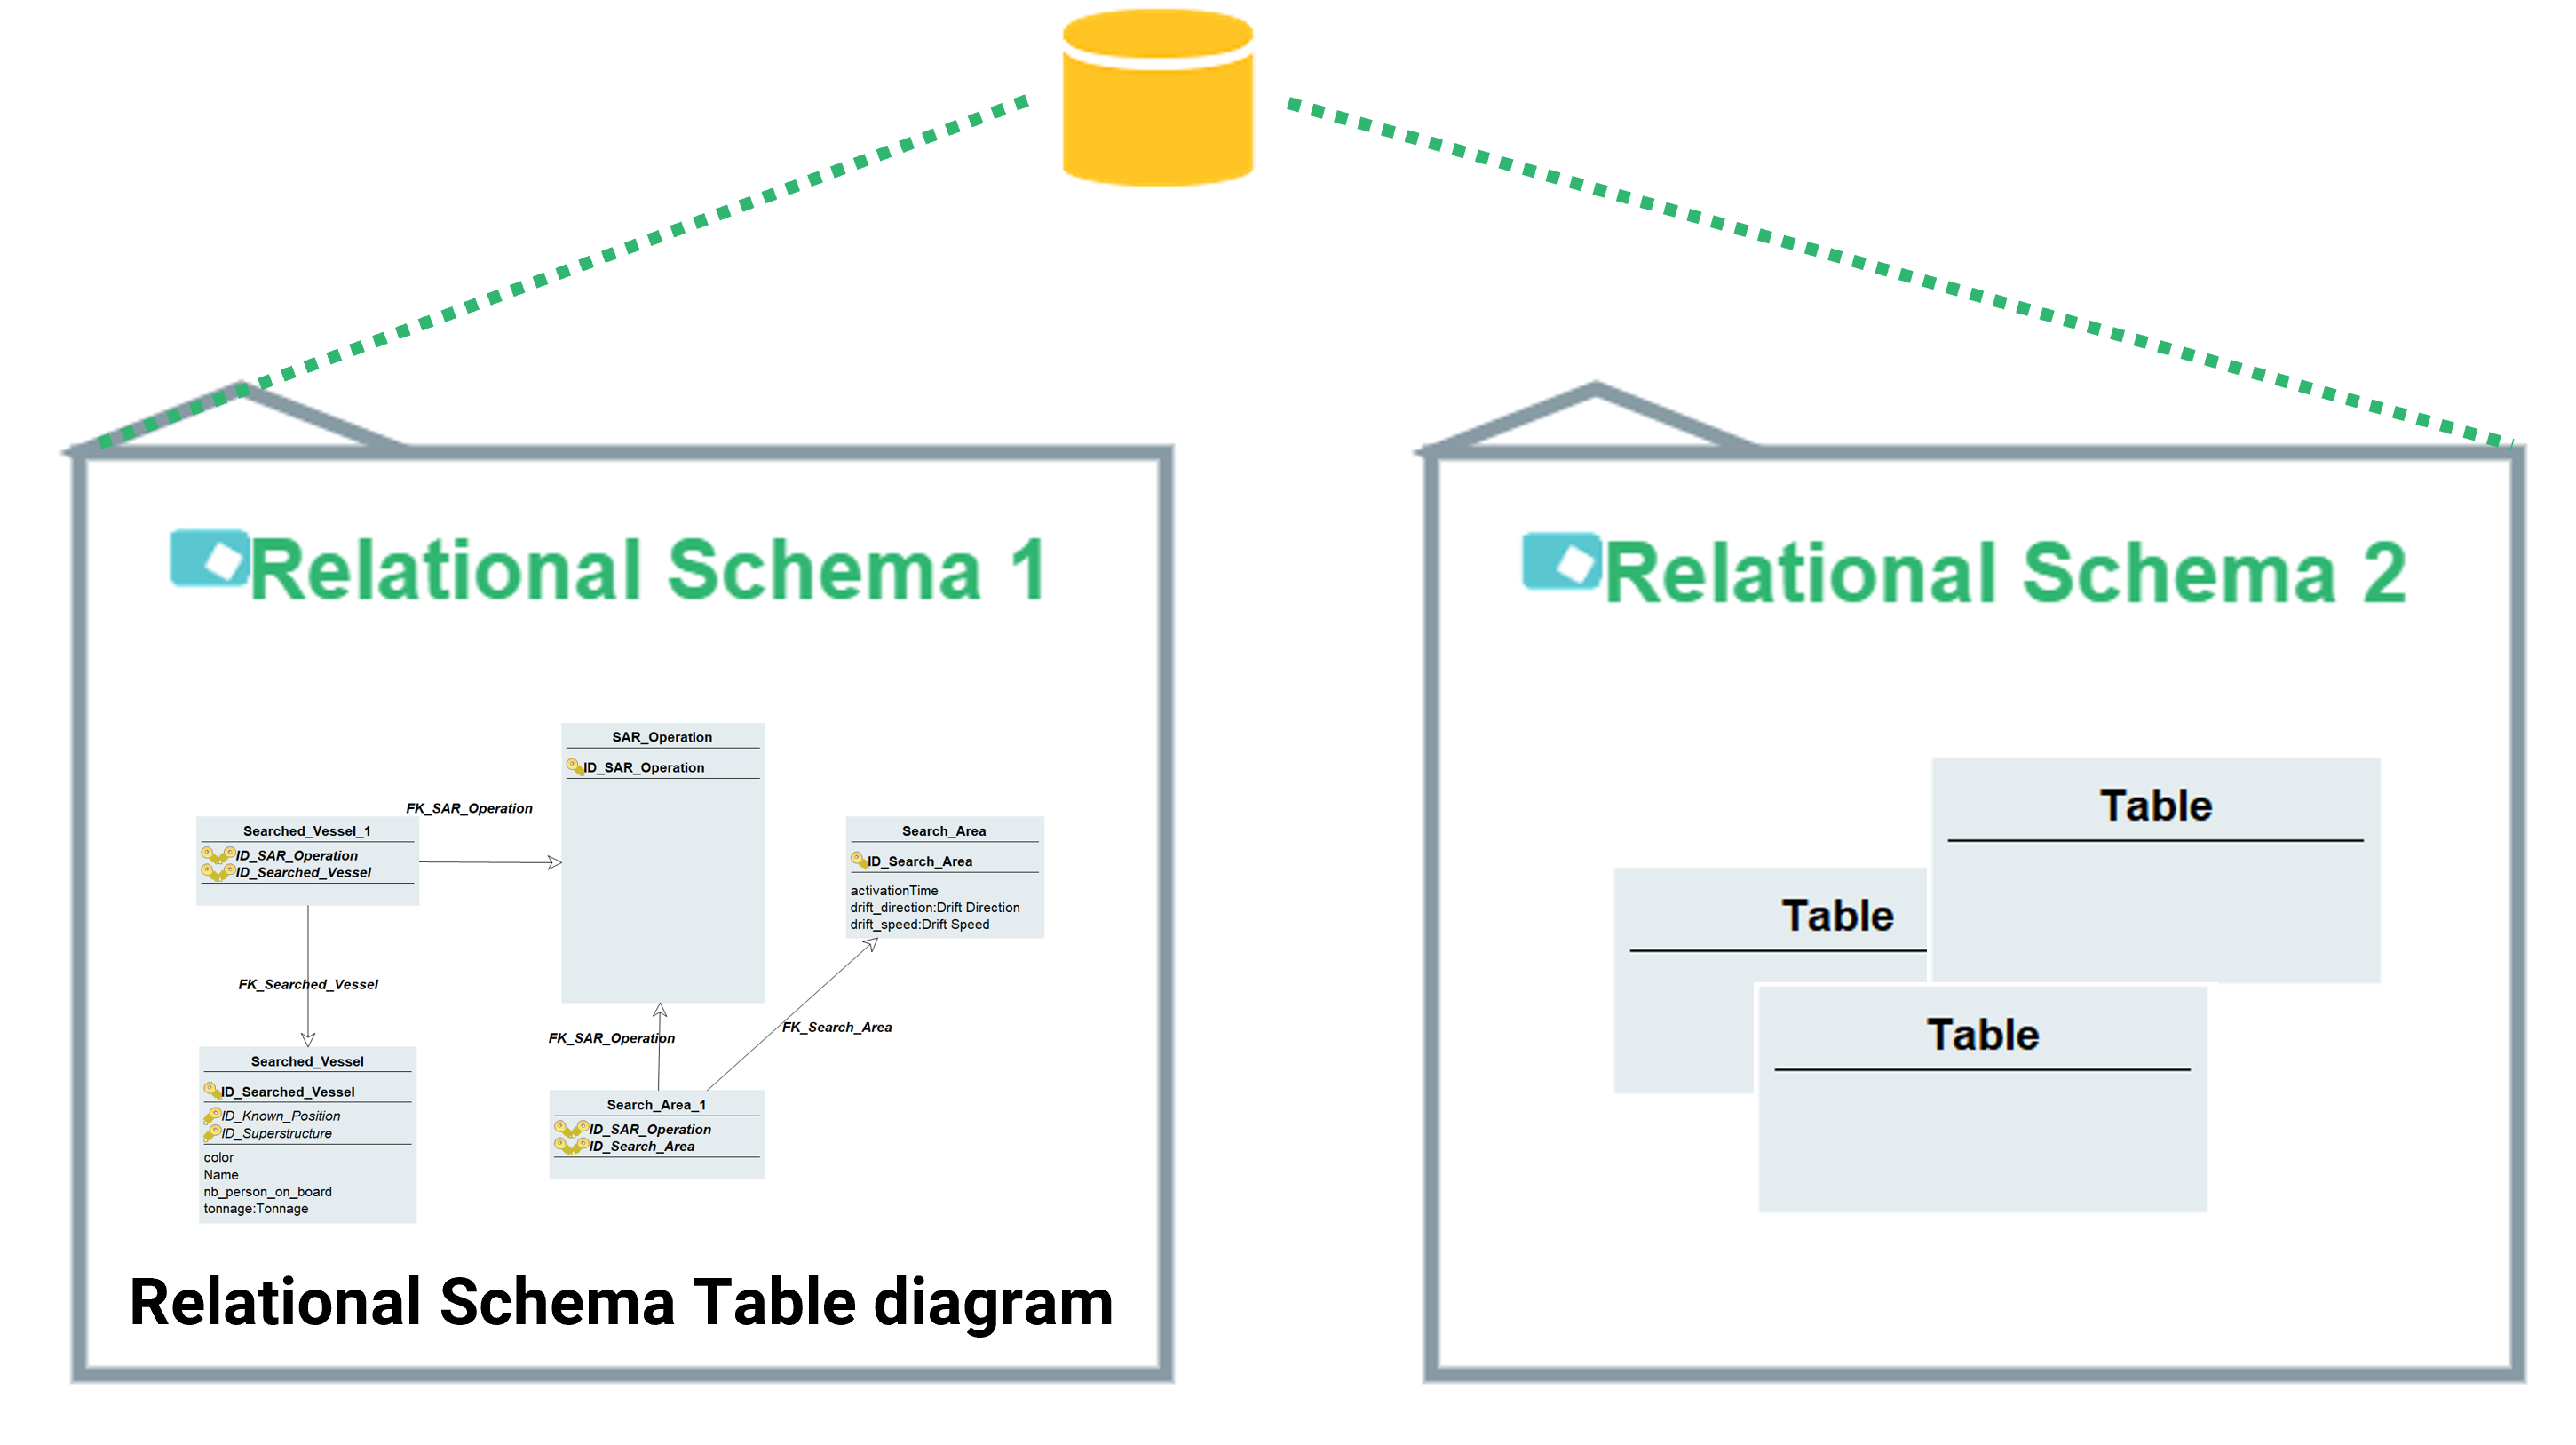 Relational Schema 1
SAR_Operation
ID_SAR_Operation
FK_SAR_Operation
Searched_Vessel_1
ID_SAR_Operation
ID_Searched_Vessel
Search_Area
ID_Search_Area
activationTime
drift_direction:Drift Direction
drift_speed:Drift Speed
FK_Searched_Vessel
FK_SAR_Operation
FK_Search_Area
Searched_Vessel
ID_Searched_Vessel
ID_Known_Position
ID_Superstructure
color
Name
nb_person_on_board
tonnage:Tonnage
Search_Area_1
ID_SAR_Operation
ID_Search_Area
Relational Schema Table diagram
Relational Schema 2
Table
Table
Table